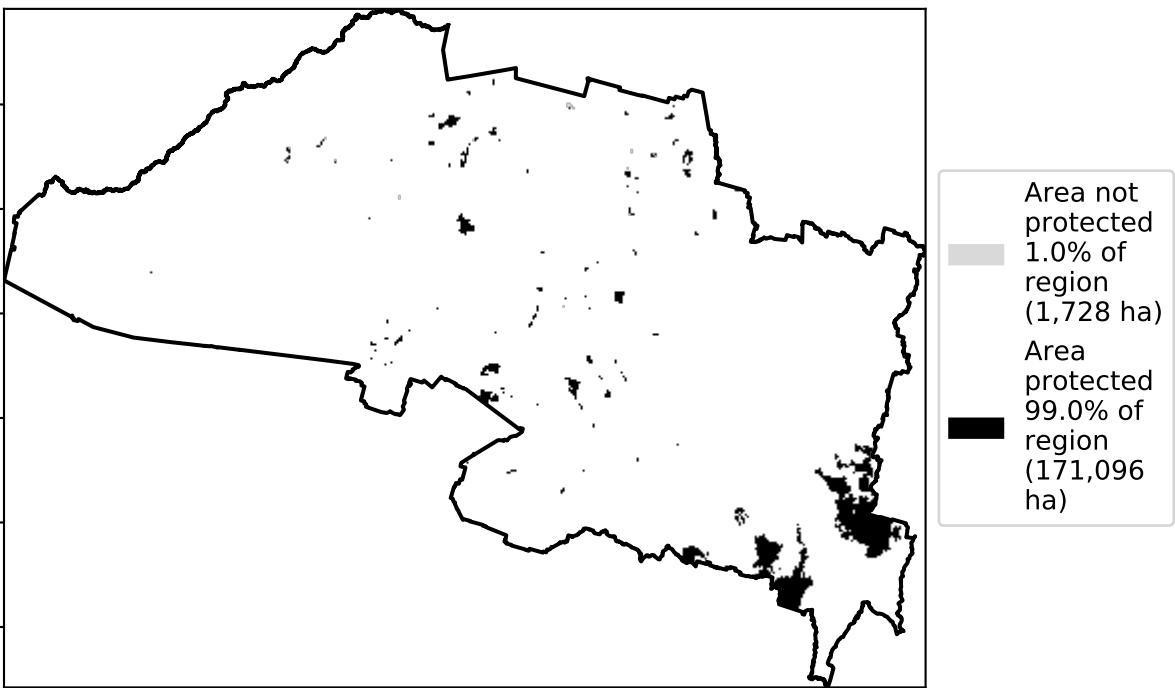 Area not
protected
1.0% of
region
(1,728 ha)
Area
protected
99.0% of
region
(171,096
ha)